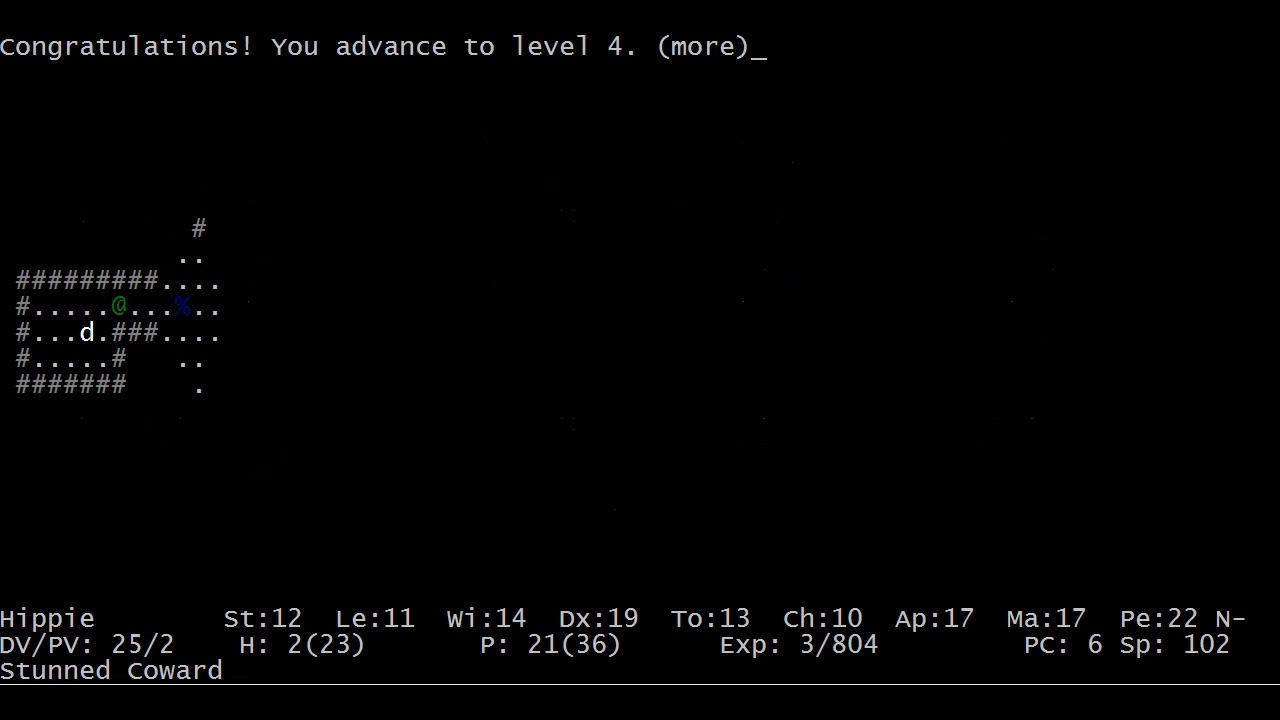 Congratulations! You advance to level 4. (more)_
#
..
#########....
#.....@...%..
#...d.###....
#.....# ..
####### .
Hippie St:12 Le:11 Wi:14 Dx:19 To:13 Ch:10 Ap:17 Ma:17 Pe:22 N-
DV/PV: 25/2 H: 2(23) P: 21(36) Exp: 3/804 PC: 6 Sp: 102
Stunned Coward